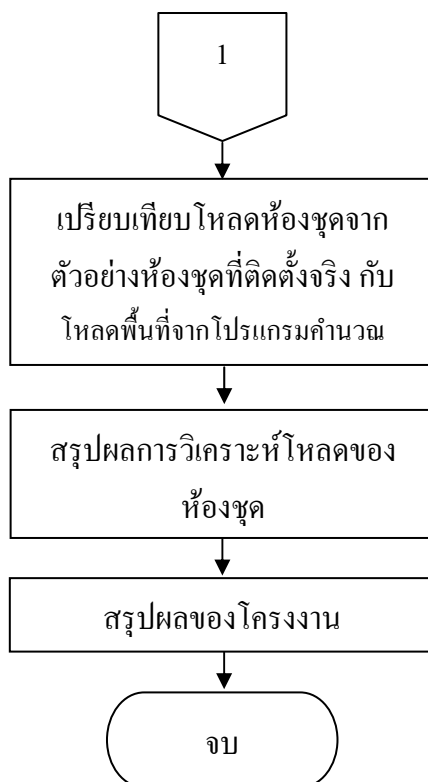 1
เปรียบเทียบโหลดห้องชุดจาก
ตัวอย่างห้องชุดที่ติดตั้งจริง กับ
โหลดพื้นที่จากโปรแกรมคำนวณ
สรุปผลการวิเคราะห์โหลดของ
ห้องชุด
สรุปผลของโครงงาน
จบ